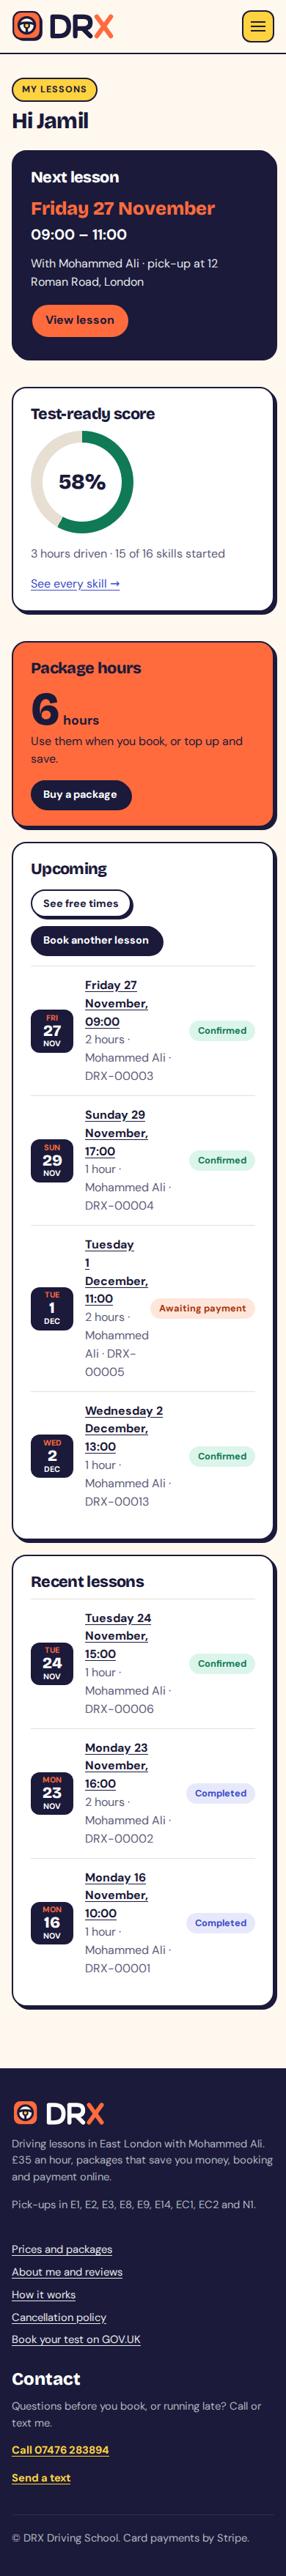 DRX
MY LESSONS
Hi Jamil
Next lesson
Friday 27 November
09:00 – 11:00
With Mohammed Ali · pick-up at 12
Roman Road, London
View lesson
Test-ready score
58%
3 hours driven · 15 of 16 skills started
See every skill →
Package hours
6 hours
Use them when you book, or top up and
save.
Buy a package
Upcoming
See free times
Book another lesson
FRI
27
NOV
Friday 27
November,
09:00
2 hours ·
Mohammed Ali ·
DRX-00003
Confirmed
SUN
29
NOV
Sunday 29
November,
17:00
1 hour ·
Mohammed Ali ·
DRX-00004
Confirmed
TUE
1
DEC
Tuesday
1
December,
11:00
2 hours ·
Mohammed
Ali · DRX-
00005
Awaiting payment
WED
2
DEC
Wednesday 2
December,
13:00
1 hour ·
Mohammed Ali ·
DRX-00013
Confirmed
Recent lessons
TUE
24
NOV
Tuesday 24
November,
15:00
1 hour ·
Mohammed Ali ·
DRX-00006
Confirmed
MON
23
NOV
Monday 23
November,
16:00
2 hours ·
Mohammed Ali ·
DRX-00002
Completed
MON
16
NOV
Monday 16
November,
10:00
1 hour ·
Mohammed Ali ·
DRX-00001
Completed
DRX
Driving lessons in East London with Mohammed Ali.
£35 an hour, packages that save you money, booking
and payment online.
Pick-ups in E1, E2, E3, E8, E9, E14, EC1, EC2 and N1.
Prices and packages
About me and reviews
How it works
Cancellation policy
Book your test on GOV.UK
Contact
Questions before you book, or running late? Call or
text me.
Call 07476 283894
Send a text
© DRX Driving School. Card payments by Stripe.